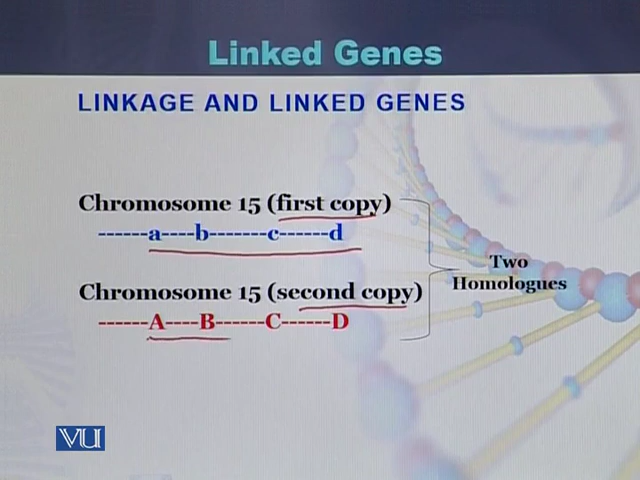 Linked Genes
LINKAGE AND LINKED GENES
Chromosome 15 (first copy)
------a----b-------c------d
Two
Homologues
Chromosome 15 (second copy)
------A----B------C------D
VU